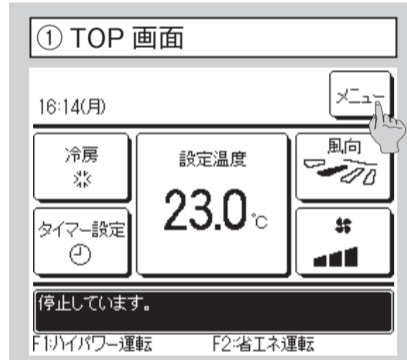 ① TOP 画面
16:14(月)
メニュー
冷房
設定温度
風向
23.0℃
タイマー設定
停止しています。
F1:ハイパワー運転 F2:省エネ運転